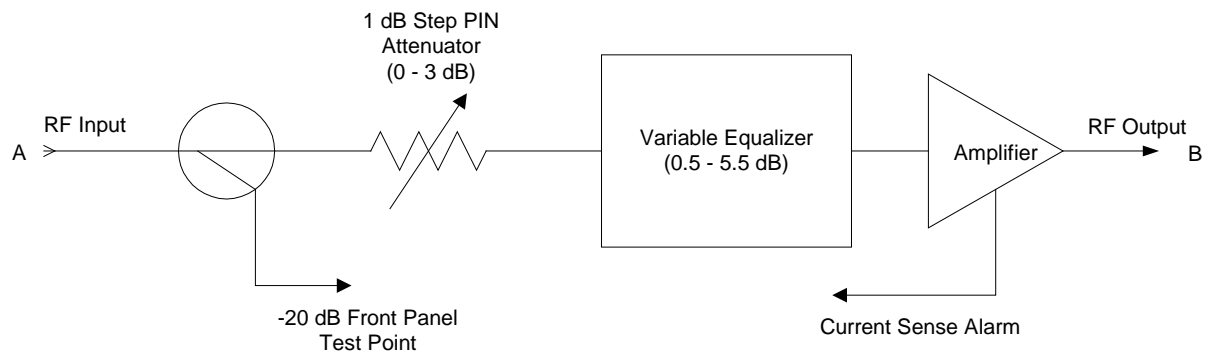 1 dB Step PIN
Attenuator
(0 - 3 dB)
RF Input
A
Variable Equalizer
(0.5 - 5.5 dB)
Amplifier
RF Output
B
-20 dB Front Panel
Test Point
Current Sense Alarm